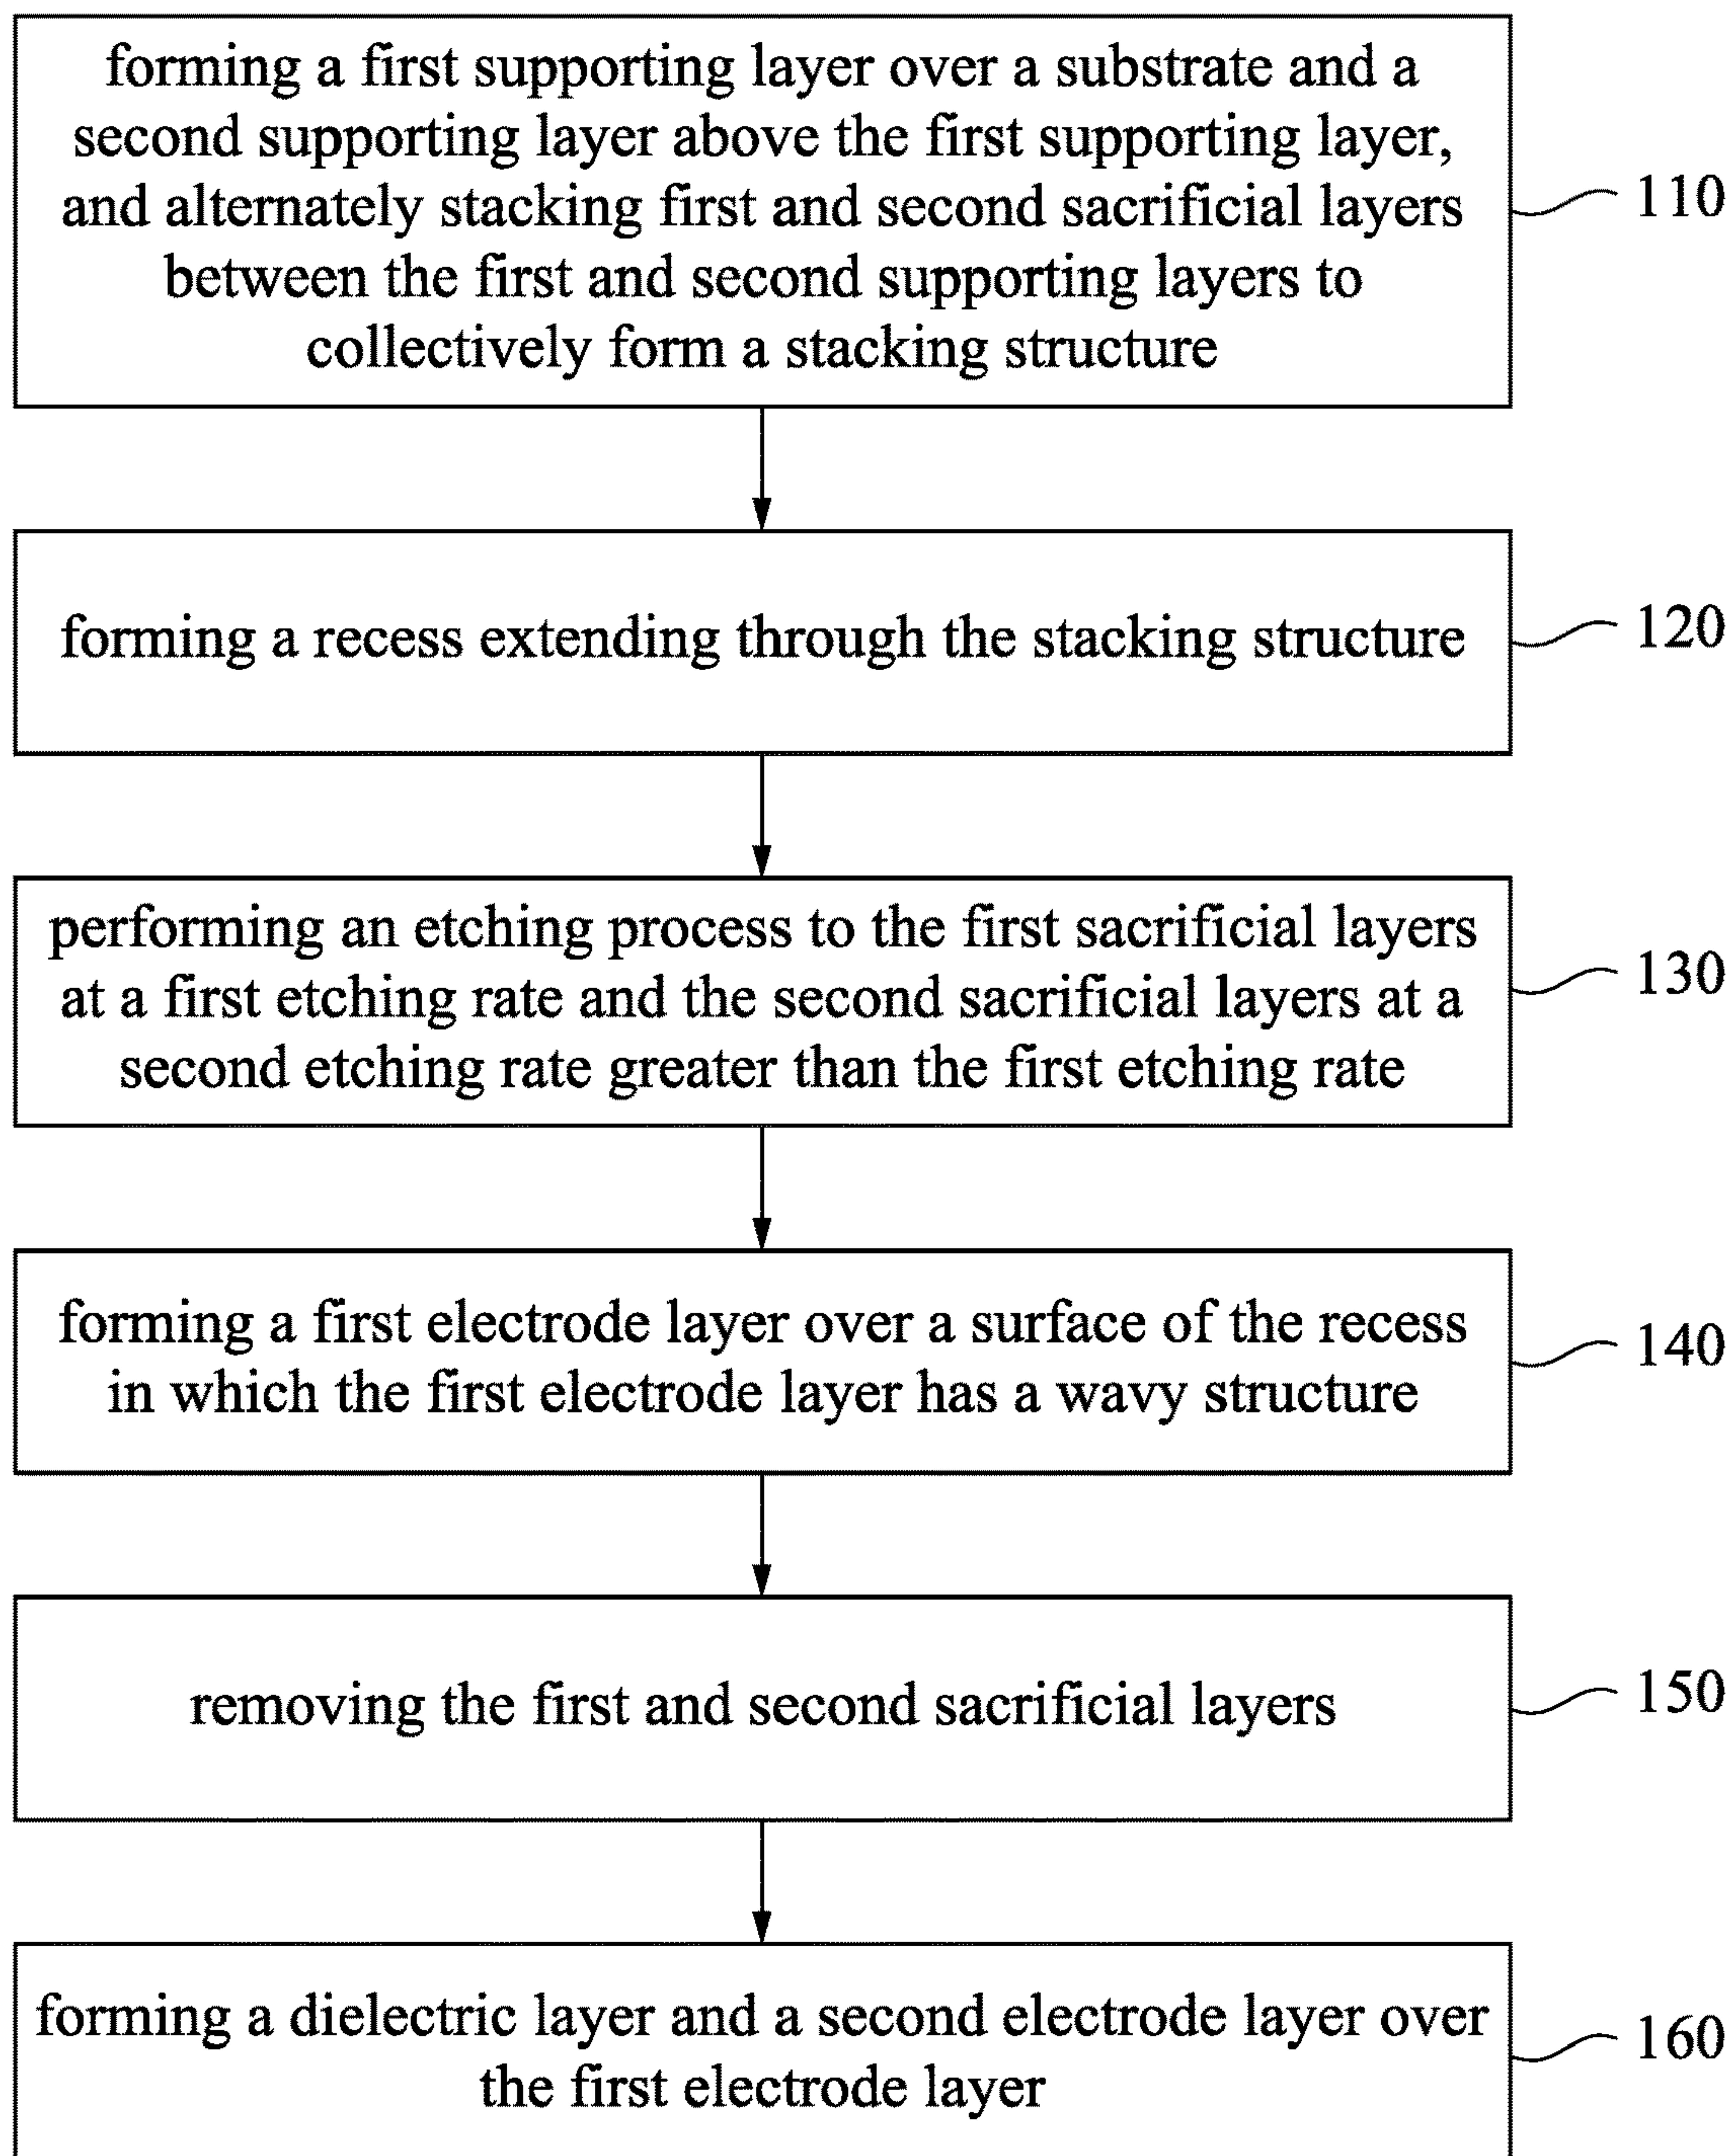 forming a first supporting layer over a substrate and a
second supporting layer above the first supporting layer,
and alternately stacking first and second sacrificial layers
between the first and second supporting layers to
collectively form a stacking structure
110
forming a recess extending through the stacking structure
120
performing an etching process to the first sacrificial layers
at a first etching rate and the second sacrificial layers at a
second etching rate greater than the first etching rate
130
forming a first electrode layer over a surface of the recess
in which the first electrode layer has a wavy structure
140
removing the first and second sacrificial layers
150
forming a dielectric layer and a second electrode layer over
the first electrode layer
160